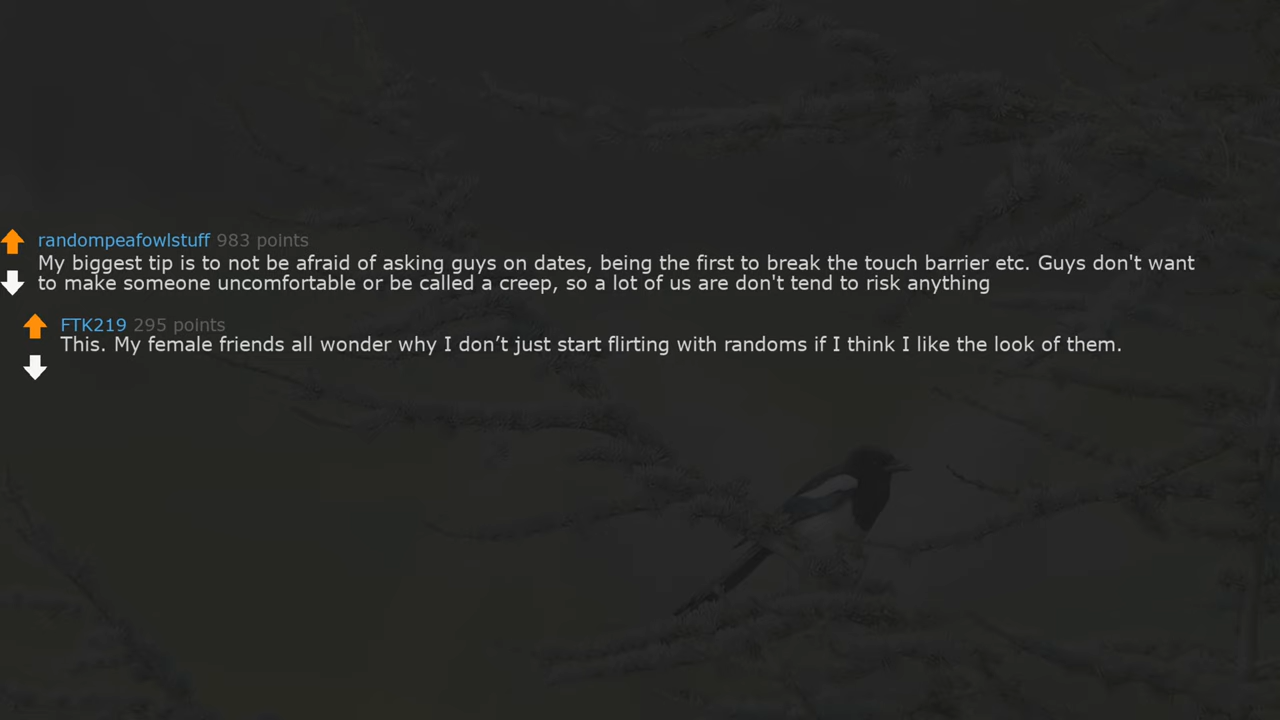 randompeafowlstuff 983 points
My biggest tip is to not be afraid of asking guys on dates, being the first to break the touch barrier etc. Guys don't want
to make someone uncomfortable or be called a creep, so a lot of us are don't tend to risk anything
FTK219 295 points
This. My female friends all wonder why I don’t just start flirting with randoms if I think I like the look of them.